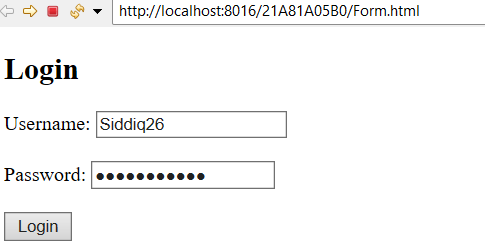 http://localhost:8016/21A81A05B0/Form.html
Login
Username: Siddiq26
Password: ●●●●●●●●●●●
Login